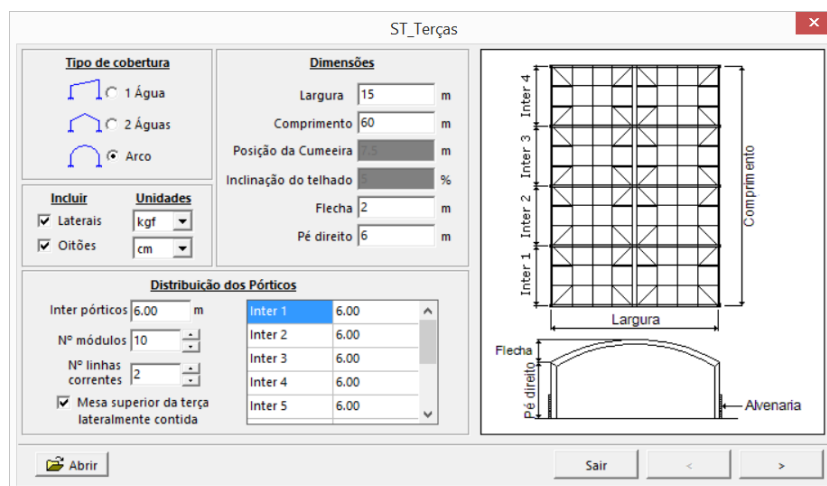 ST_Terças
Tipo de cobertura
1 Água
2 Águas
Arco
Incluir
Unidades
Laterais
kgf
Oitões
cm
Dimensões
Largura 15 m
Comprimento 60 m
Posição da Cumeeira 7.5 m
Inclinação do telhado 5 %
Flecha 2 m
Pé direito 6 m
Distribuição dos Pórticos
Inter pórticos 6.00 m
Nº módulos 10
Nº linhas
correntes 2
Mesa superior da terça
lateralmente contida
Inter 1 6.00
Inter 2 6.00
Inter 3 6.00
Inter 4 6.00
Inter 5 6.00
Inter 4
Inter 3
Inter 2
Inter 1
Comprimento
Largura
Flecha
Pé direito
Alvenaria
Abrir
Sair
<
>